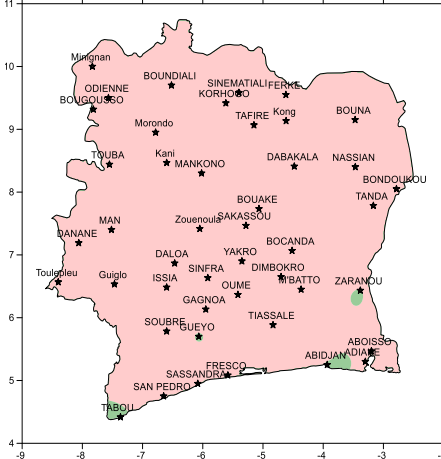 11
10
9
8
7
6
5
4
-9
-8
-7
-6
-5
-4
-3
Minignan
BOUNDIALI
SINEMATIALI
FERKE
ODIENNE
KORHOGO
BOUGOUSSO
TAFIRE
Kong
BOUNA
Morondo
TOUBA
Kani
MANKONO
DABAKALA
NASSIAN
BONDOUKOU
TANDA
BOUAKE
MAN
Zouenoula
SAKASSOU
DANANE
BOCANDA
DALOA
YAKRO
Toulepleu
Guiglo
ISSIA
SINFRA
DIMBOKRO
M'BATTO
ZARANOU
OUME
GAGNOA
TIASSALE
SOUBRE
GUEYO
ABOISSO
ABIDJAN
ADIAKE
FRESCO
SASSANDRA
SAN PEDRO
TABOU